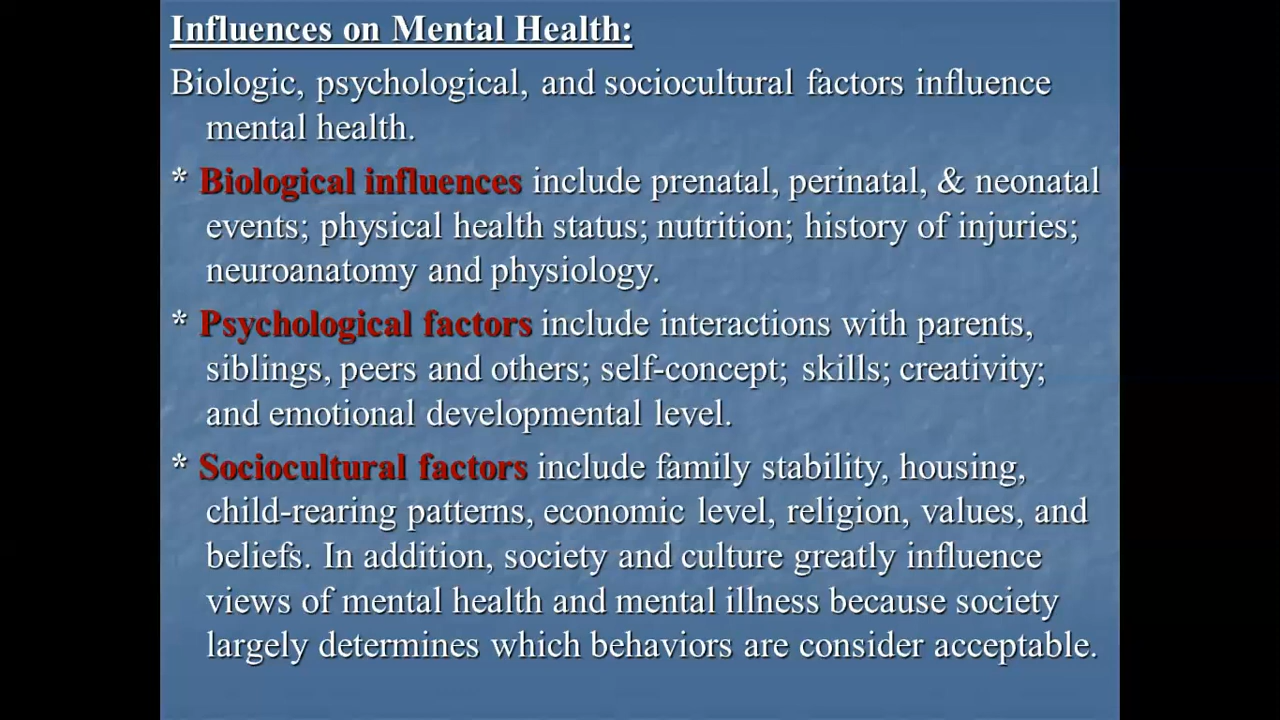 Influences on Mental Health:
Biologic, psychological, and sociocultural factors influence
mental health.
* Biological influences include prenatal, perinatal, & neonatal
events; physical health status; nutrition; history of injuries;
neuroanatomy and physiology.
* Psychological factors include interactions with parents,
siblings, peers and others; self-concept; skills; creativity;
and emotional developmental level.
* Sociocultural factors include family stability, housing,
child-rearing patterns, economic level, religion, values, and
beliefs. In addition, society and culture greatly influence
views of mental health and mental illness because society
largely determines which behaviors are consider acceptable.